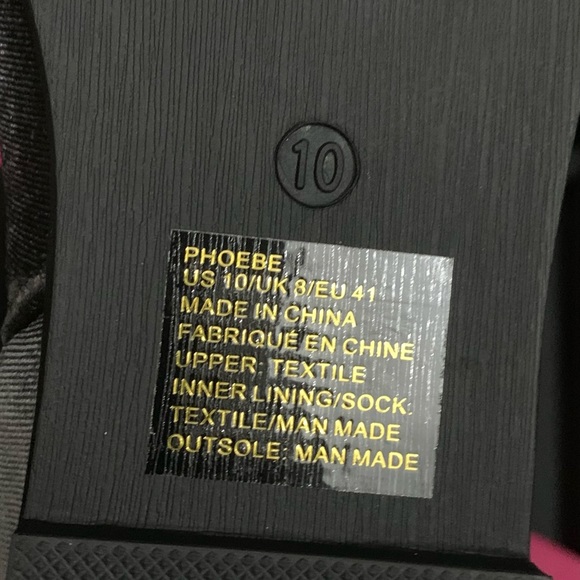 10
PHOEBE
US 10/UK 8/EU 41
MADE IN CHINA
FABRIQUÉ EN CHINE
UPPER: TEXTILE
INNER LINING/SOCK:
TEXTILE/MAN MADE
OUTSOLE: MAN MADE